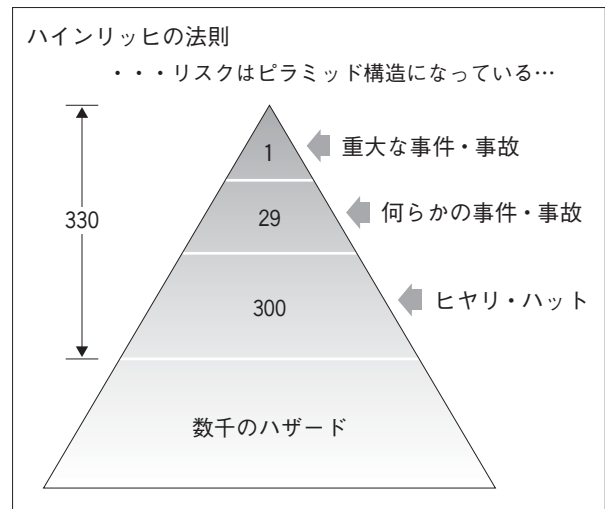 ハインリッヒの法則
・・・リスクはピラミッド構造になっている…
1
重大な事件・事故
330
29
何らかの事件・事故
300
ヒヤリ・ハット
数千のハザード